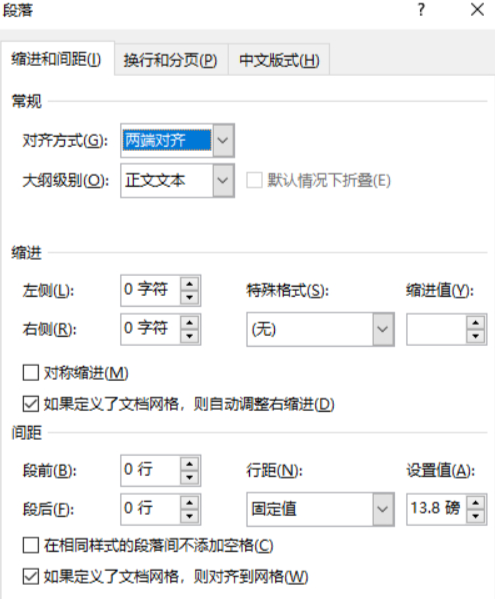 段落 ? ×
缩进和间距(I) 换行和分页(P) 中文版式(H)
常规
对齐方式(G): 两端对齐
大纲级别(O): 正文文本 默认情况下折叠(E)
缩进
左侧(L): 0 字符 特殊格式(S): 缩进值(Y):
右侧(R): 0 字符 (无)
对称缩进(M)
如果定义了文档网格，则自动调整右缩进(D)
间距
段前(B): 0 行 行距(N): 设置值(A):
段后(F): 0 行 固定值 13.8 磅
在相同样式的段落间不添加空格(C)
如果定义了文档网格，则对齐到网格(W)